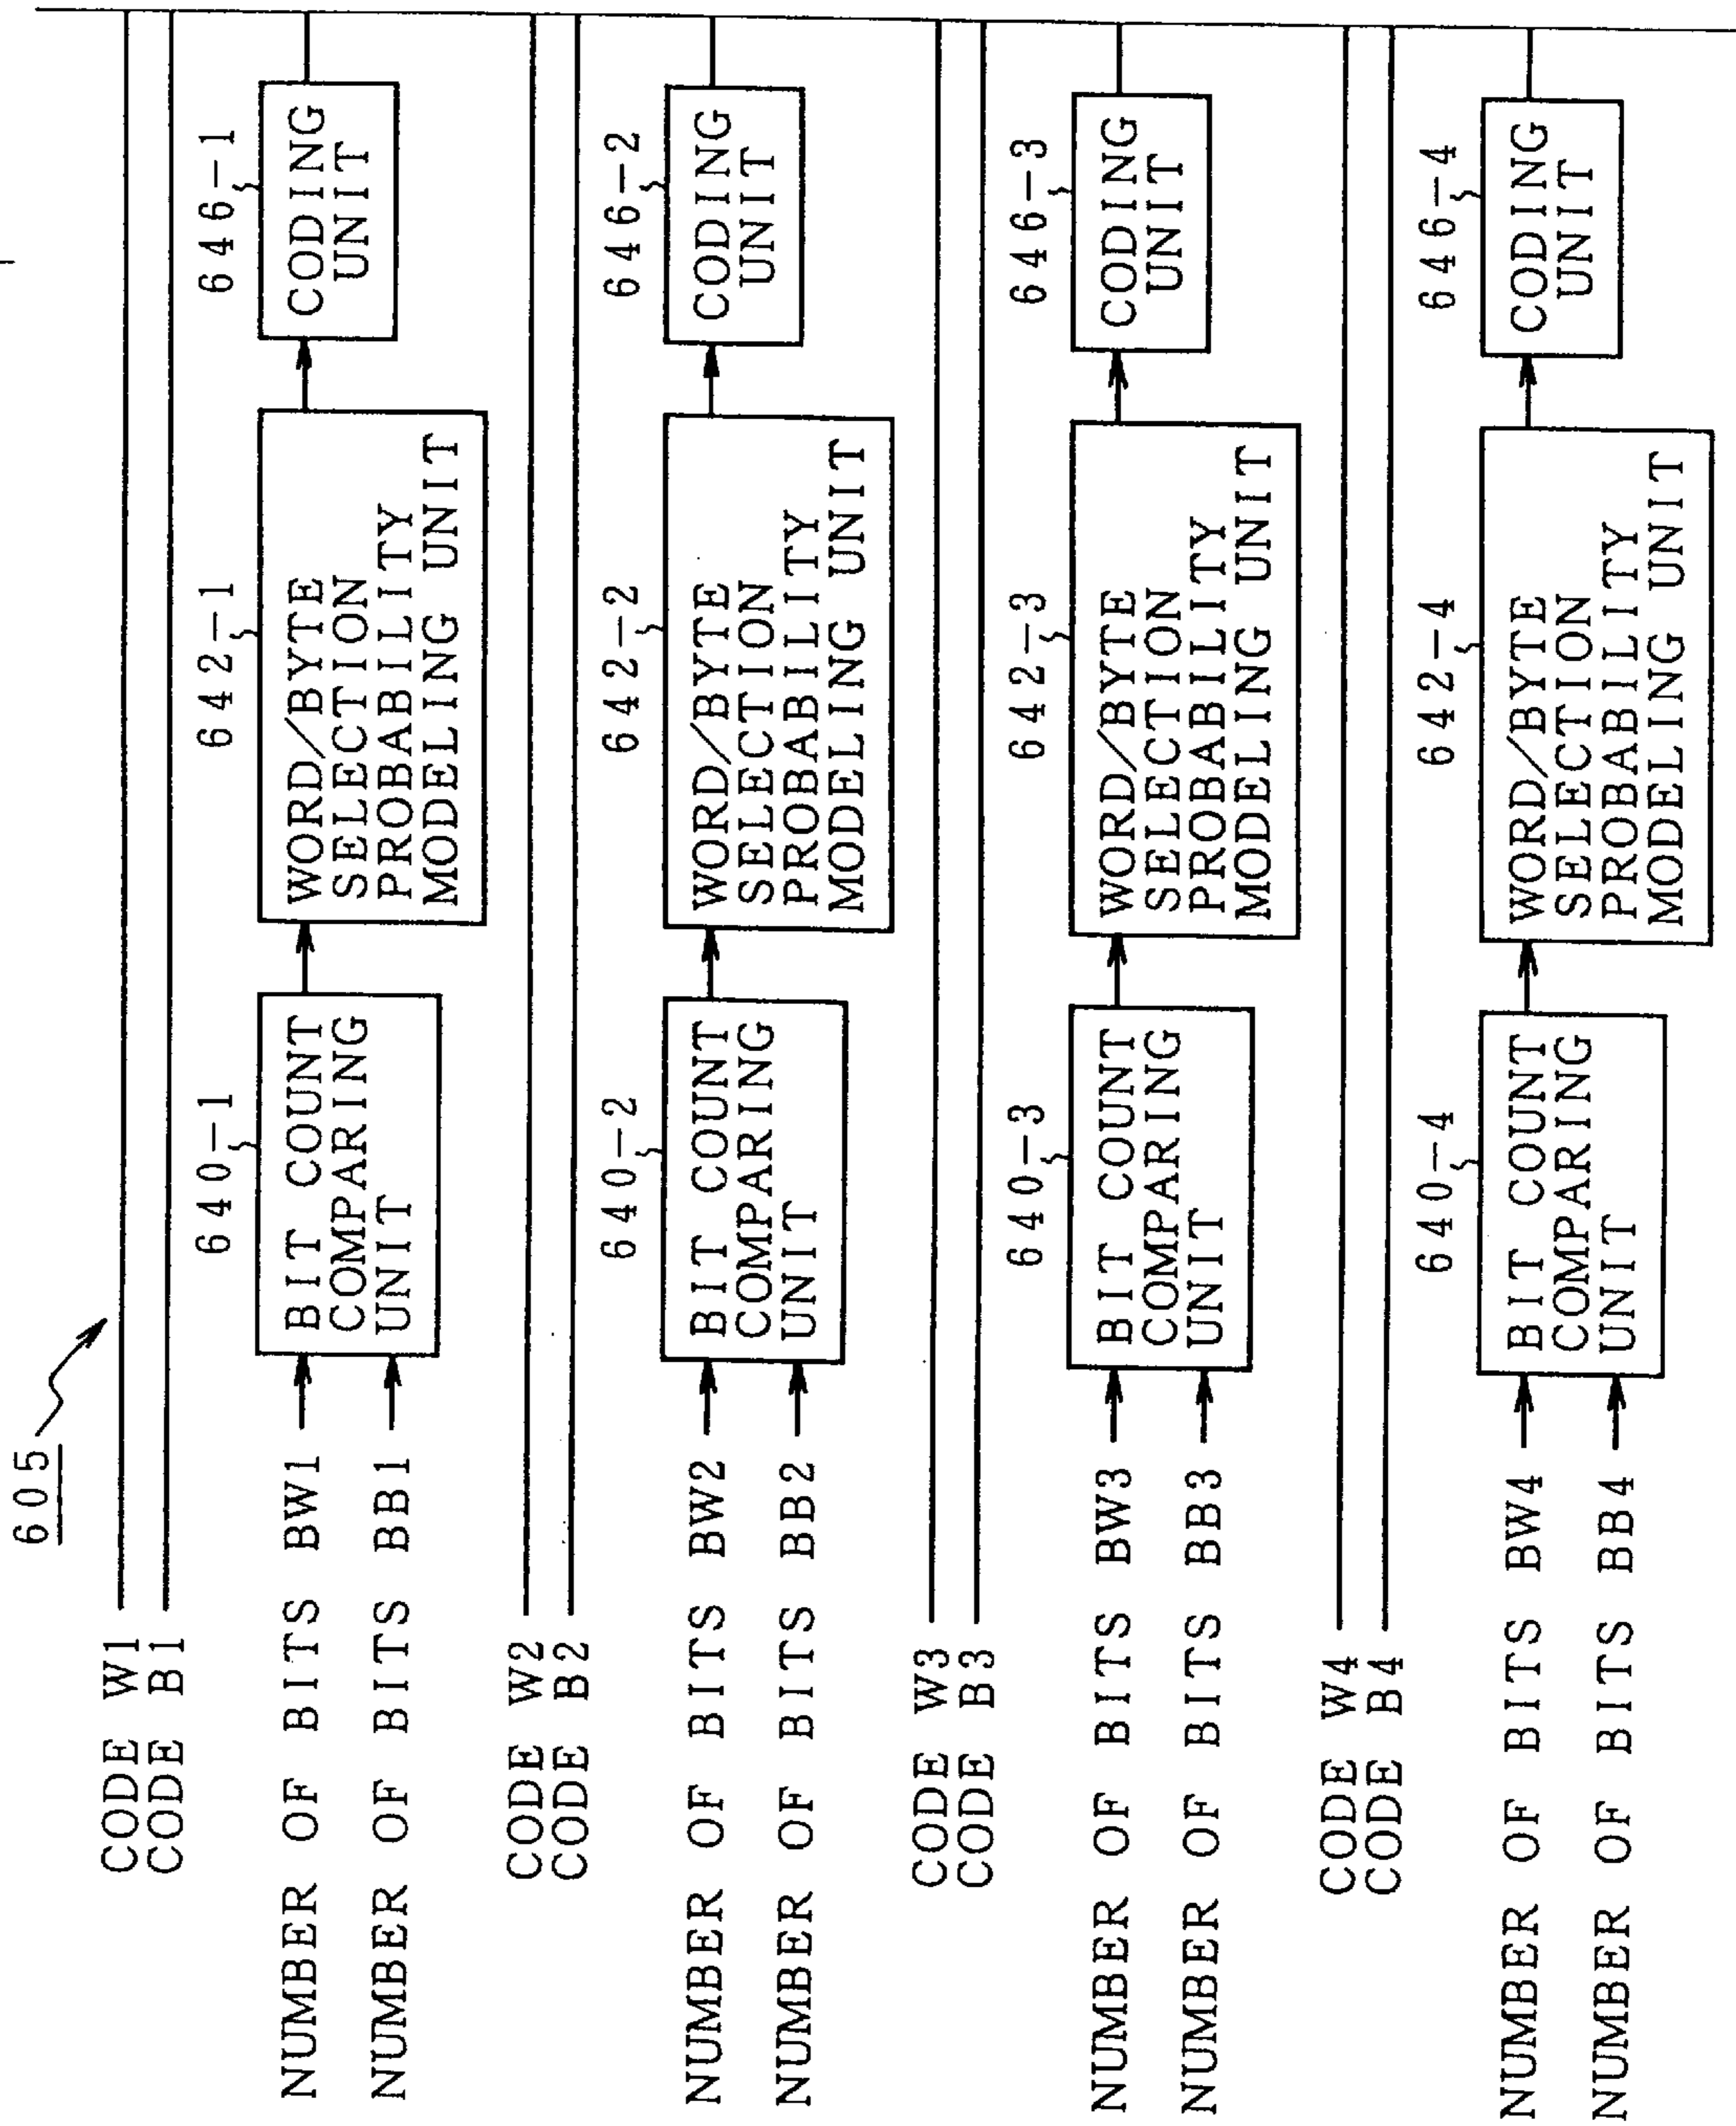 605
CODE W1
CODE B1
640-1
642-1
646-1
NUMBER OF BITS BW1
NUMBER OF BITS BB1
BIT COUNT
COMPARING
UNIT
WORD/BYTE
SELECTION
PROBABILITY
MODELING UNIT
CODING
UNIT
CODE W2
CODE B2
640-2
642-2
646-2
NUMBER OF BITS BW2
NUMBER OF BITS BB2
BIT COUNT
COMPARING
UNIT
WORD/BYTE
SELECTION
PROBABILITY
MODELING UNIT
CODING
UNIT
CODE W3
CODE B3
640-3
642-3
646-3
NUMBER OF BITS BW3
NUMBER OF BITS BB3
BIT COUNT
COMPARING
UNIT
WORD/BYTE
SELECTION
PROBABILITY
MODELING UNIT
CODING
UNIT
CODE W4
CODE B4
640-4
642-4
646-4
NUMBER OF BITS BW4
NUMBER OF BITS BB4
BIT COUNT
COMPARING
UNIT
WORD/BYTE
SELECTION
PROBABILITY
MODELING UNIT
CODING
UNIT